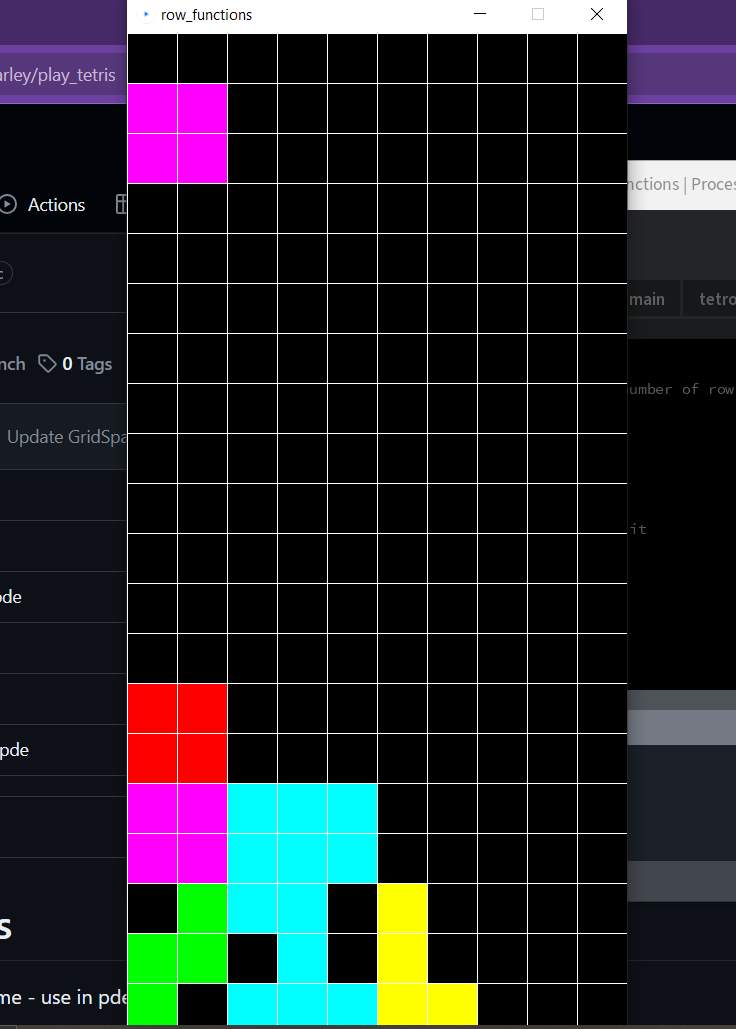 row_functions
arley/play_tetris
nctions | Proces
Actions
main tetro
nch 0 Tags
umber of row
Update GridSpa
it
de
pde
s
me - use in pde